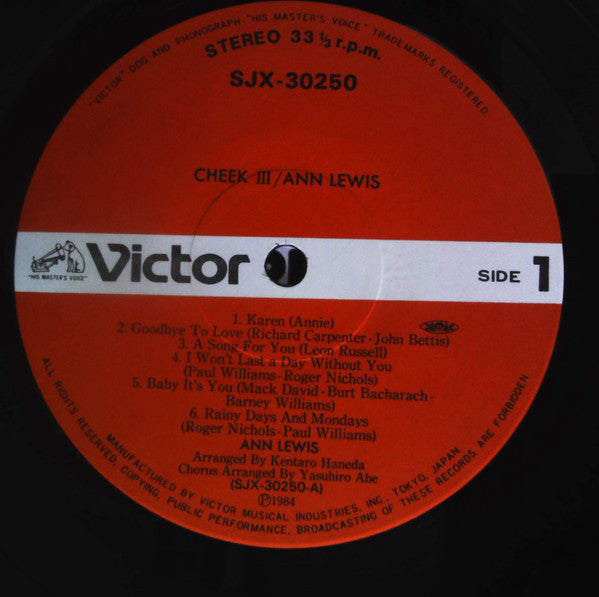 "VICTOR" DOG AND PHONOGRAPH - "HIS MASTER'S VOICE" TRADEMARKS REGISTERED
STEREO 33 1/3 r.p.m.
SJX-30250
CHEEK III/ANN LEWIS
"HIS MASTER'S VOICE"
Victor
SIDE 1
1. Karen (Annie)
2. Goodbye To Love (Richard Carpenter-John Bettis)
3. A Song For You (Leon Russell)
4. I Won't Last a Day Without You
(Paul Williams-Roger Nichols)
5. Baby It's You (Mack David-Burt Bacharach-
Barney Williams)
6. Rainy Days And Mondays
(Roger Nichols-Paul Williams)
ANN LEWIS
Arranged By Kentaro Haneda
Chorus Arranged By Yasuhiro Abe
(SJX-30250-A)
Ⓟ1984
MANUFACTURED BY VICTOR MUSICAL INDUSTRIES, INC. TOKYO, JAPAN
ALL RIGHTS RESERVED, COPYING, PUBLIC PERFORMANCE, BROADCASTING OF THESE RECORDS ARE FORBIDDEN